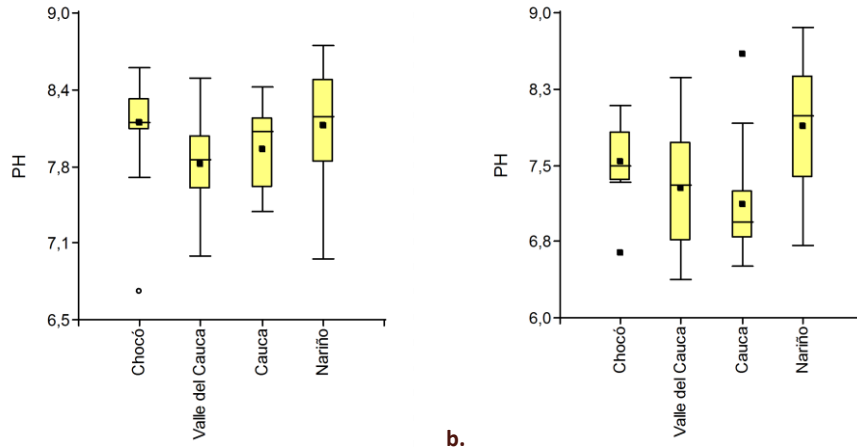 9,0
8,4
7,8
7,1
6,5
PH
Chocó
Valle del Cauca
Cauca
Nariño
b.
9,0
8,3
7,5
6,8
6,0
PH
Chocó
Valle del Cauca
Cauca
Nariño